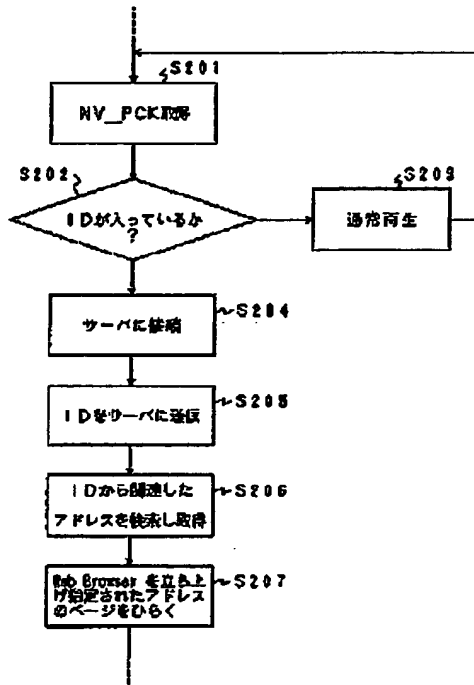 S201
NV_PCK取得
S202
IDが入っているか
?
S203
通常再生
サーバに接続
S204
IDをサーバに送信
S205
IDから関連した
アドレスを検索し取得
S206
Web Browser を立ち上
げ指定されたアドレス
のページをひらく
S207